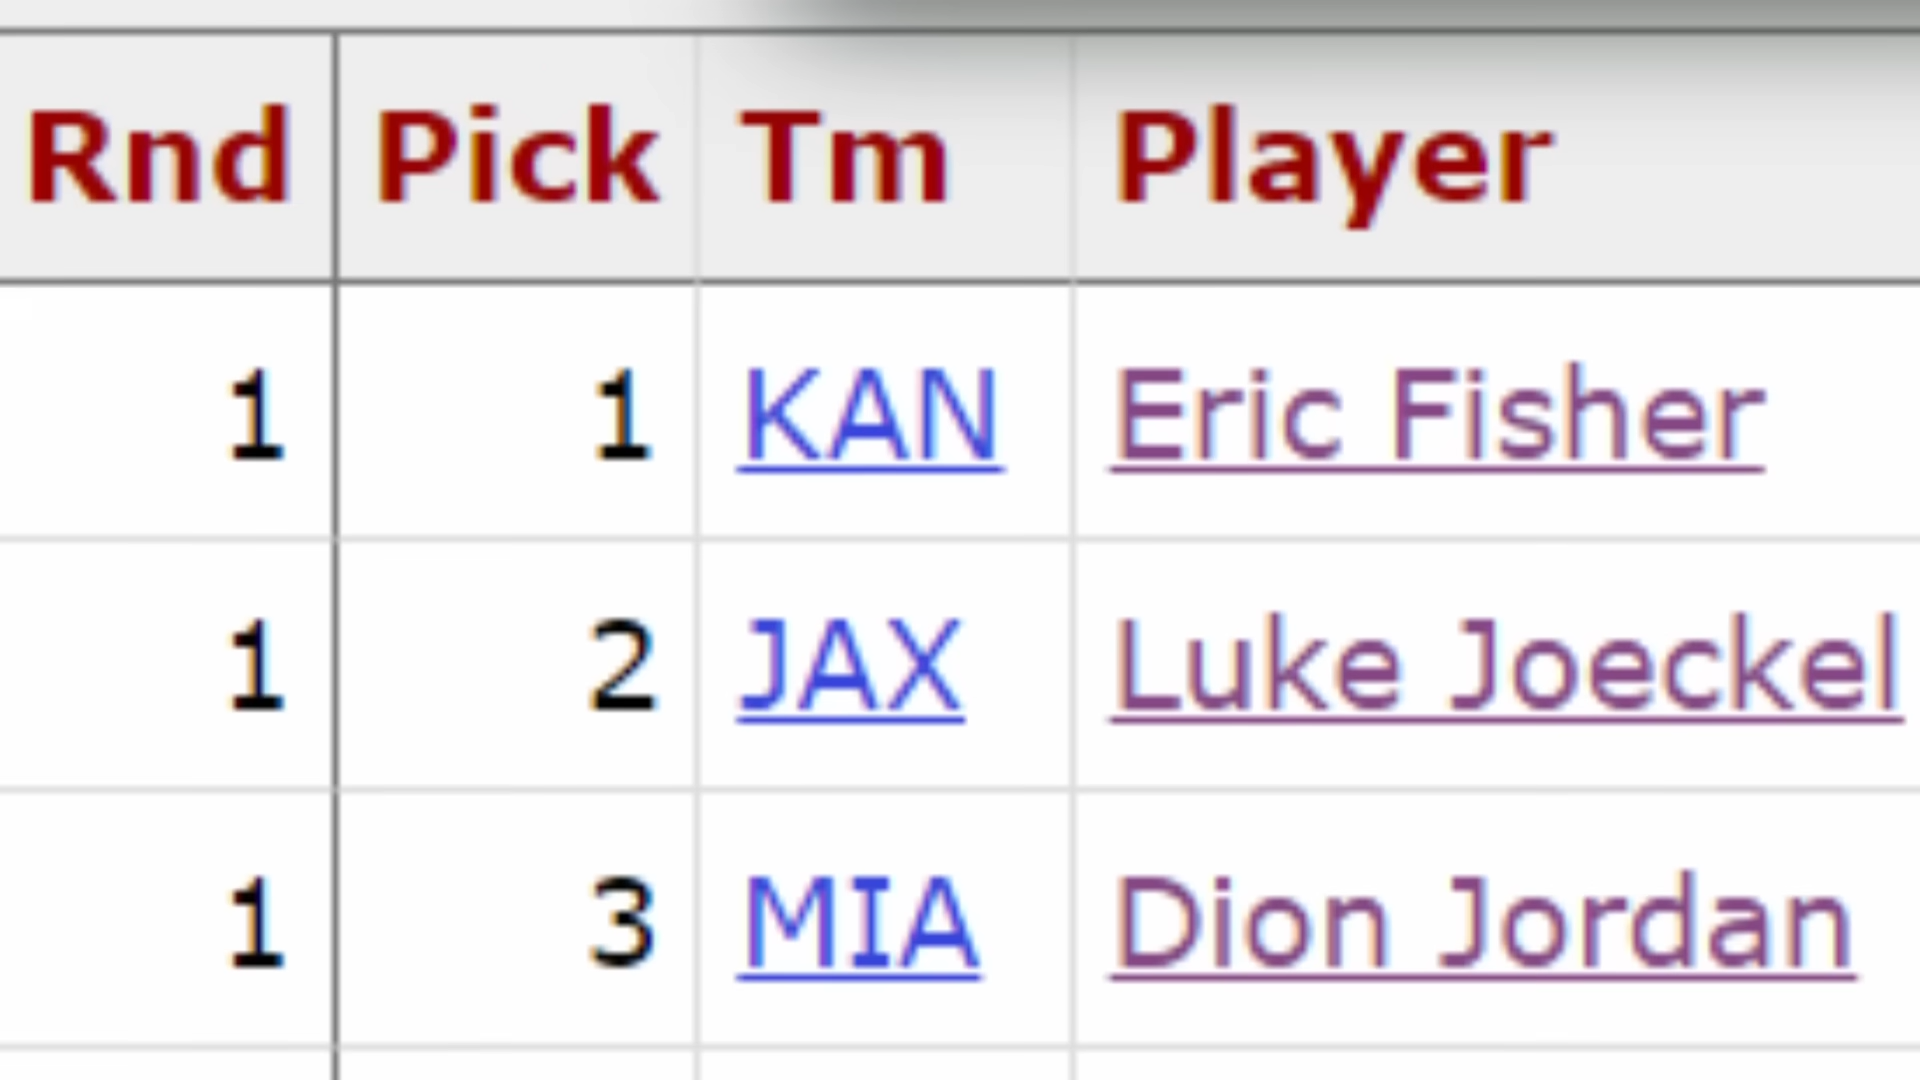 Rnd Pick Tm Player
1 1 KAN Eric Fisher
1 2 JAX Luke Joeckel
1 3 MIA Dion Jordan